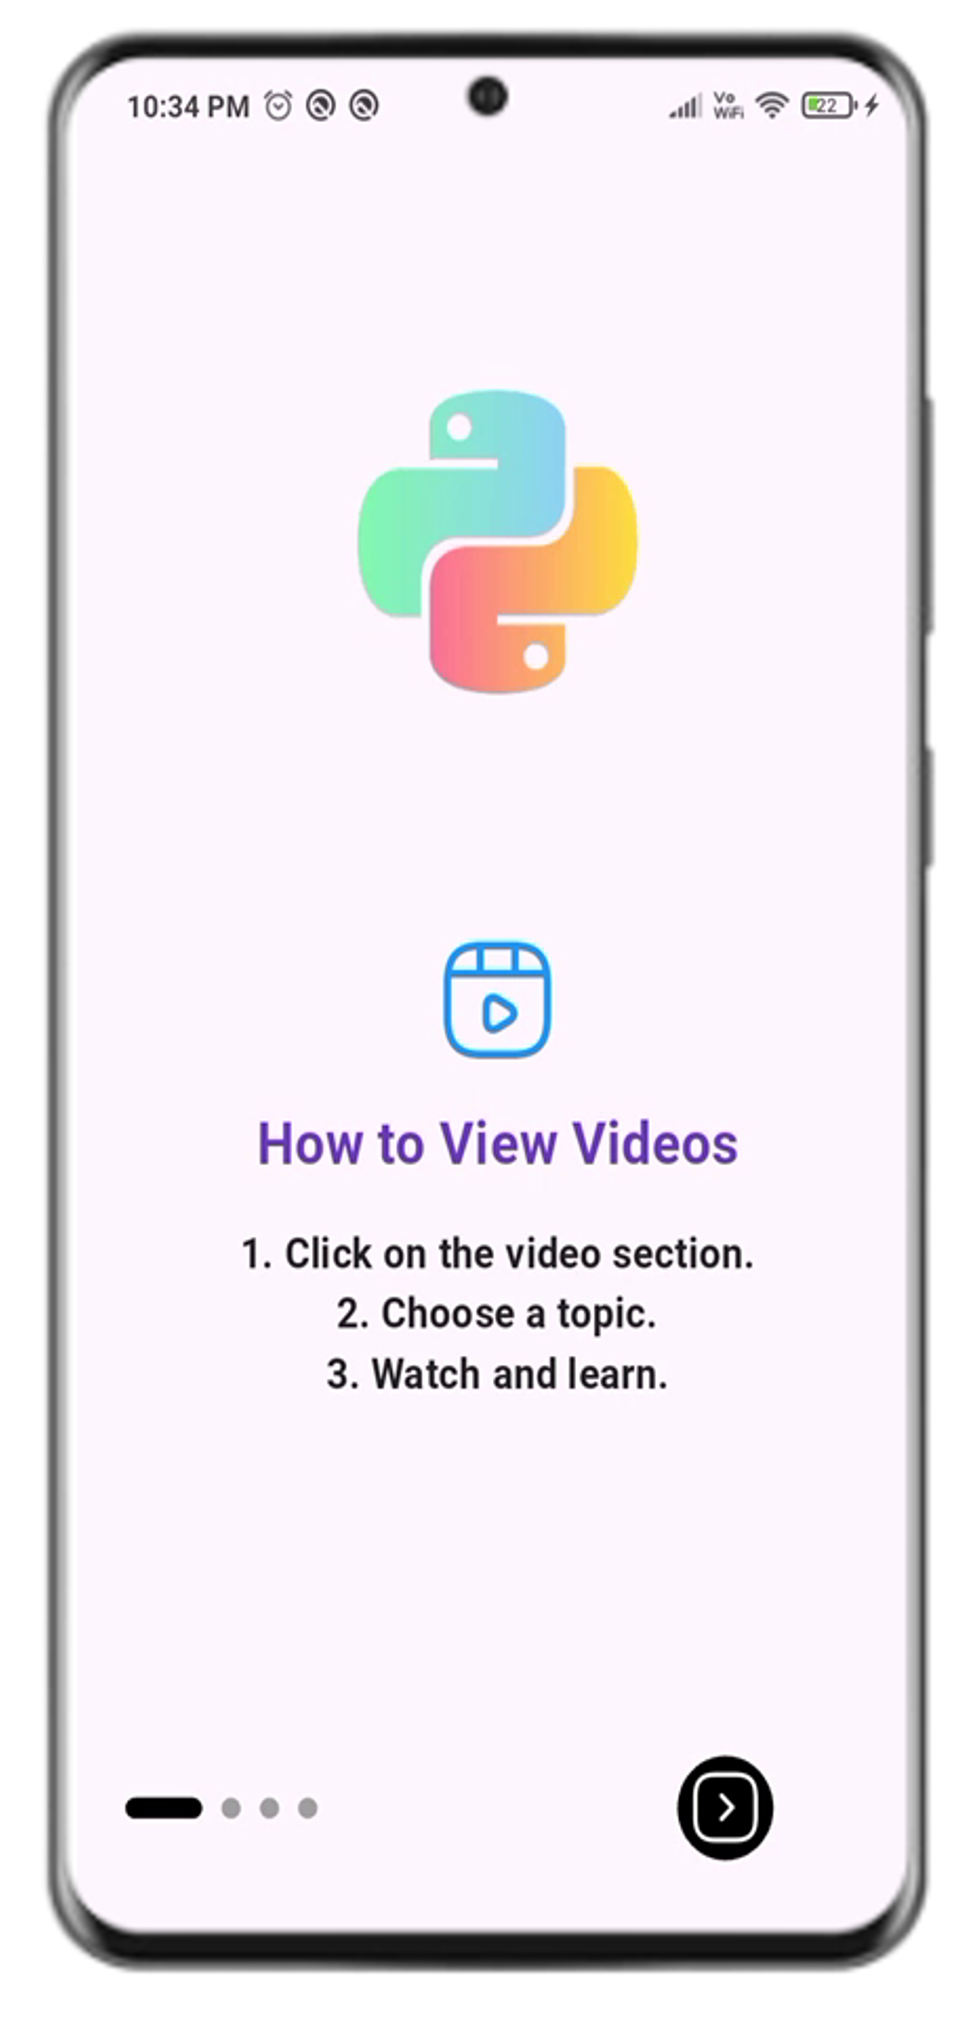 10:34 PM
Vo
WiFi
22
How to View Videos
1. Click on the video section.
2. Choose a topic.
3. Watch and learn.